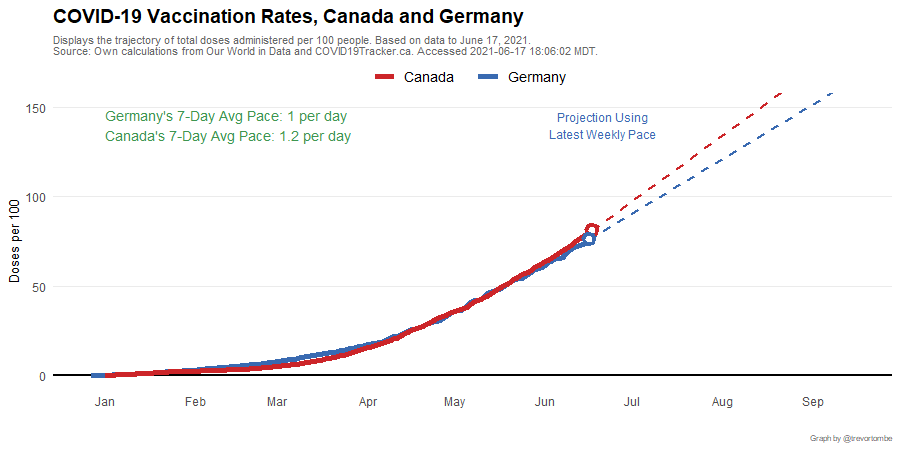 COVID-19 Vaccination Rates, Canada and Germany
Displays the trajectory of total doses administered per 100 people. Based on data to June 17, 2021.
Source: Own calculations from Our World in Data and COVID19Tracker.ca. Accessed 2021-06-17 18:06:02 MDT.
Canada Germany
Germany's 7-Day Avg Pace: 1 per day
Canada's 7-Day Avg Pace: 1.2 per day
Projection Using
Latest Weekly Pace
Doses per 100
150
100
50
0
Jan Feb Mar Apr May Jun Jul Aug Sep
Graph by @trevortombe